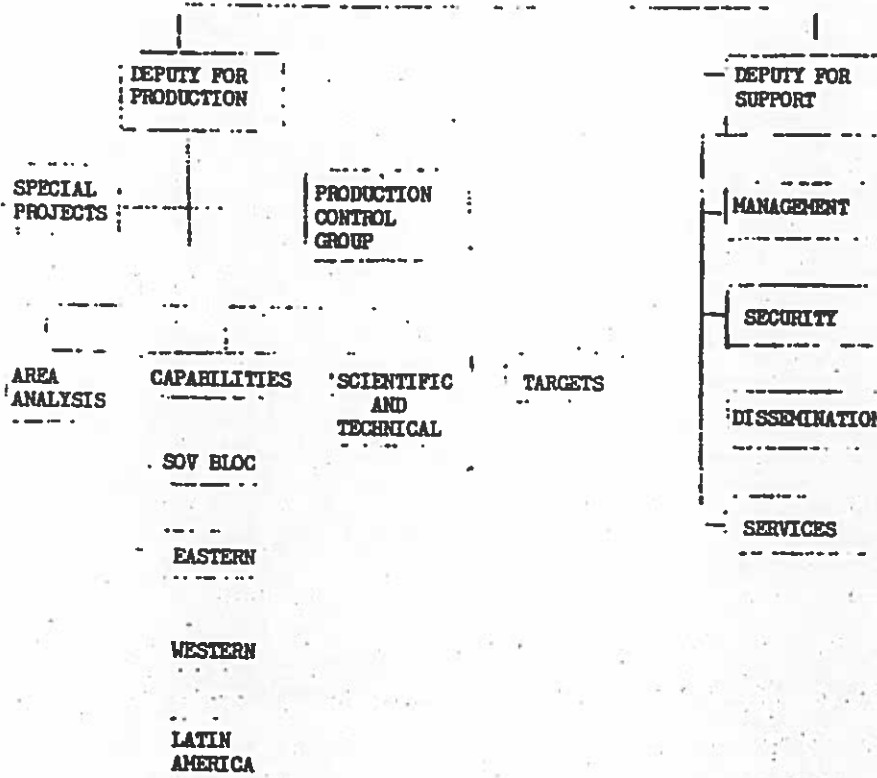 DEPUTY FOR
PRODUCTION
DEPUTY FOR
SUPPORT
SPECIAL
PROJECTS
PRODUCTION
CONTROL
GROUP
MANAGEMENT
SECURITY
AREA
ANALYSIS
CAPABILITIES
SCIENTIFIC
AND
TECHNICAL
TARGETS
DISSEMINATION
SOV BLOC
SERVICES
EASTERN
WESTERN
LATIN
AMERICA